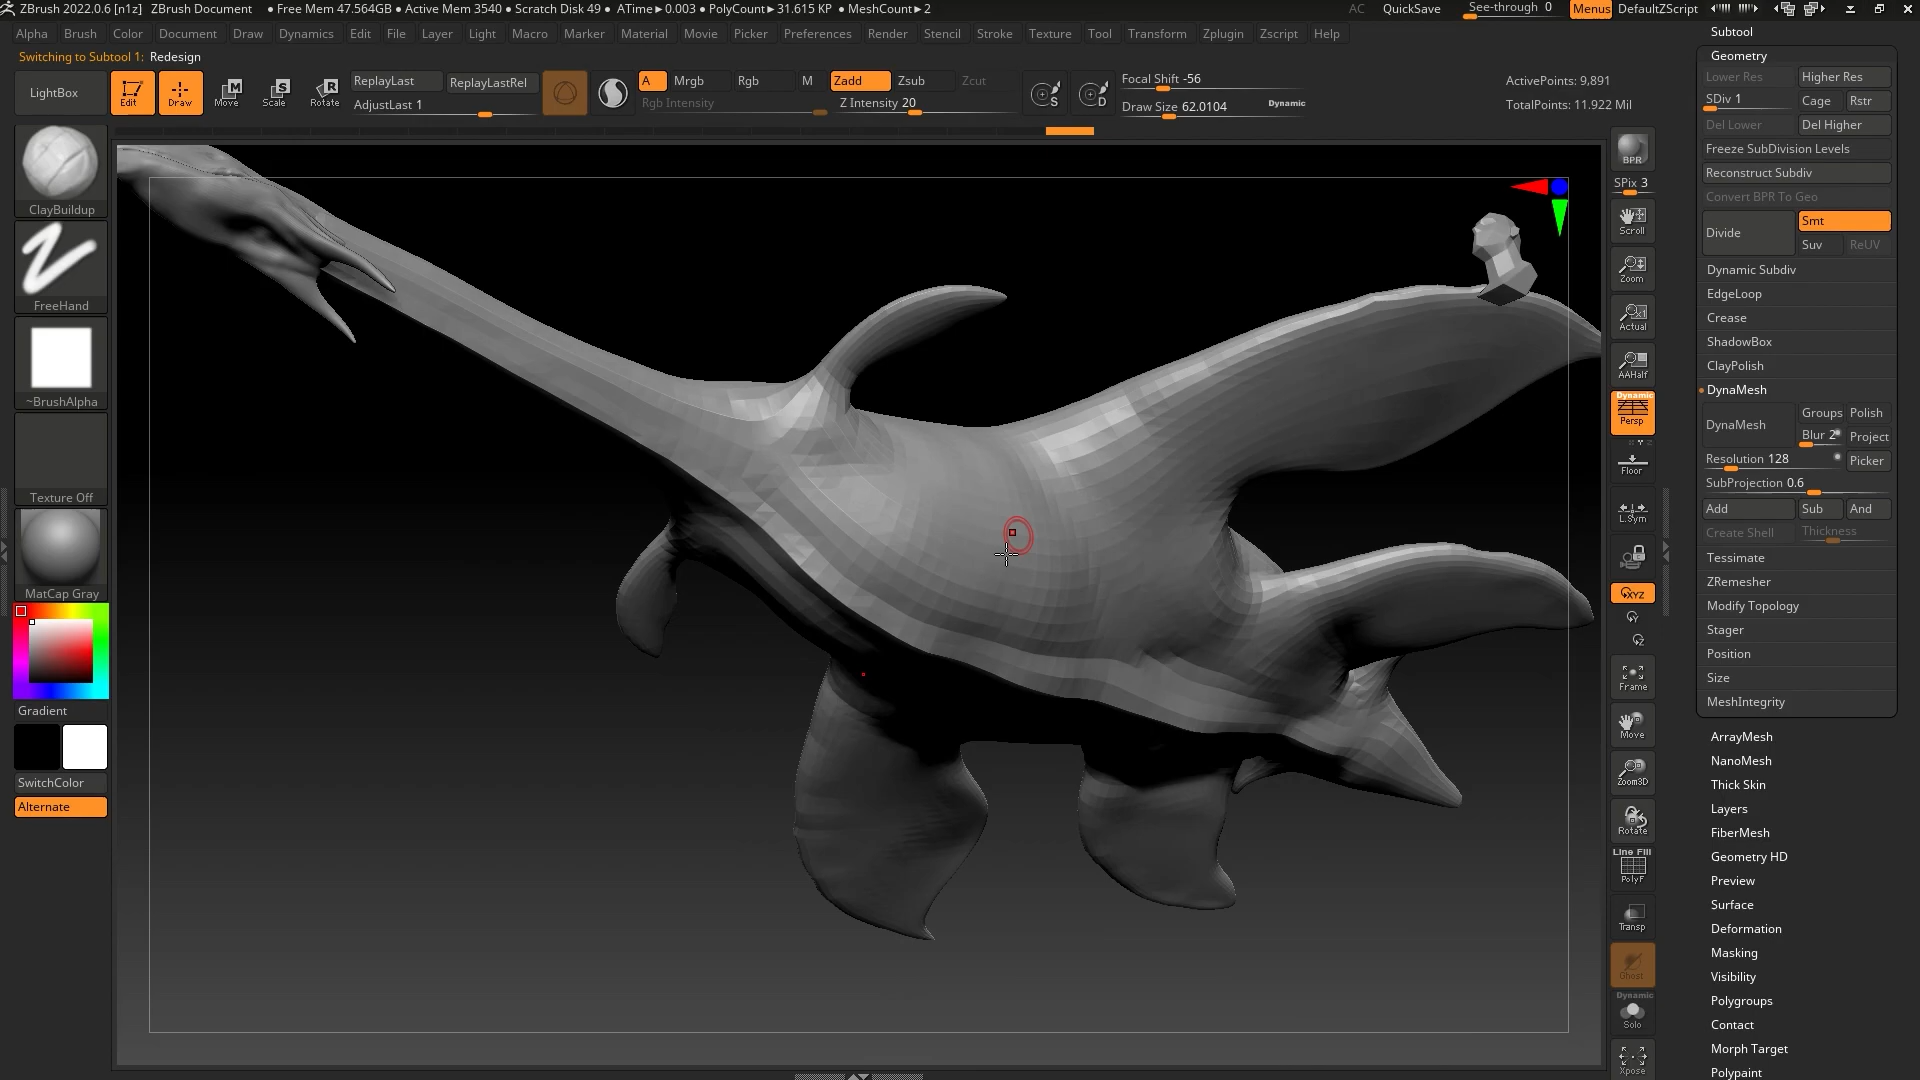 ZBrush 2022.0.6 [n1z] ZBrush Document ● Free Mem 47.564GB ● Active Mem 3540 ● Scratch Disk 49 ● ATime►0.003 ● PolyCount►31.615 KP ● MeshCount►2 AC QuickSave See-through 0 Menus DefaultZScript
Alpha Brush Color Document Draw Dynamics Edit File Layer Light Macro Marker Material Movie Picker Preferences Render Stencil Stroke Texture Tool Transform Zplugin Zscript Help
Switching to Subtool 1: Redesign
LightBox
Edit
Draw
Move
Scale
Rotate
ReplayLast
ReplayLastRel
AdjustLast 1
A
Mrgb
Rgb
M
Zadd
Zsub
Zcut
Rgb Intensity
Z Intensity 20
S
D
Focal Shift -56
Draw Size 62.0104
Dynamic
ActivePoints: 9,891
TotalPoints: 11.922 Mil
ClayBuildup
FreeHand
~BrushAlpha
Texture Off
MatCap Gray
Gradient
SwitchColor
Alternate
BPR
SPix 3
Scroll
Zoom
Actual
AAHalf
Dynamic
Persp
Floor
L.Sym
XYZ
Y
Z
Frame
Move
Zoom3D
Rotate
Line Fill
PolyF
Transp
Ghost
Dynamic
Solo
Xpose
Subtool
Geometry
Lower Res
Higher Res
SDiv 1
Cage
Rstr
Del Lower
Del Higher
Freeze SubDivision Levels
Reconstruct Subdiv
Convert BPR To Geo
Divide
Smt
Suv
ReUV
Dynamic Subdiv
EdgeLoop
Crease
ShadowBox
ClayPolish
DynaMesh
DynaMesh
Groups
Polish
Blur 2
Project
Resolution 128
Picker
SubProjection 0.6
Add
Sub
And
Create Shell
Thickness
Tessimate
ZRemesher
Modify Topology
Stager
Position
Size
MeshIntegrity
ArrayMesh
NanoMesh
Thick Skin
Layers
FiberMesh
Geometry HD
Preview
Surface
Deformation
Masking
Visibility
Polygroups
Contact
Morph Target
Polypaint